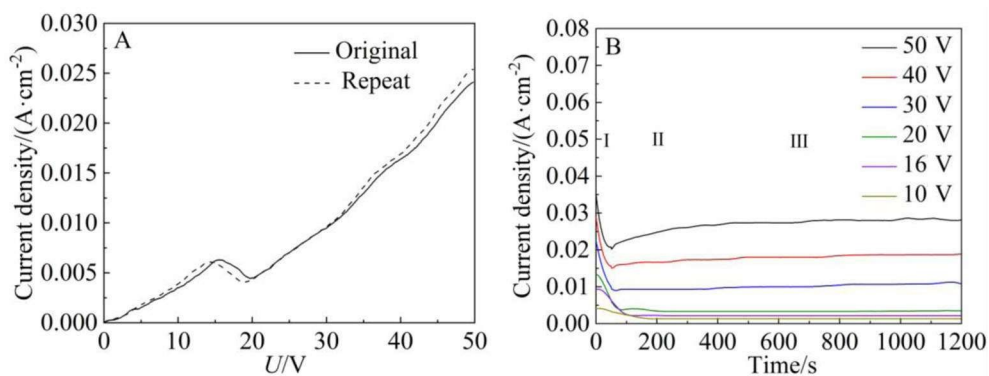 A
Original
Repeat
Current density/(A·cm⁻²)
0.030
0.025
0.020
0.015
0.010
0.005
0.000
0 10 20 30 40 50
U/V
B
50 V
40 V
30 V
20 V
16 V
10 V
I II III
Current density/(A·cm⁻²)
0.08
0.07
0.06
0.05
0.04
0.03
0.02
0.01
0.00
0 200 400 600 800 1000 1200
Time/s